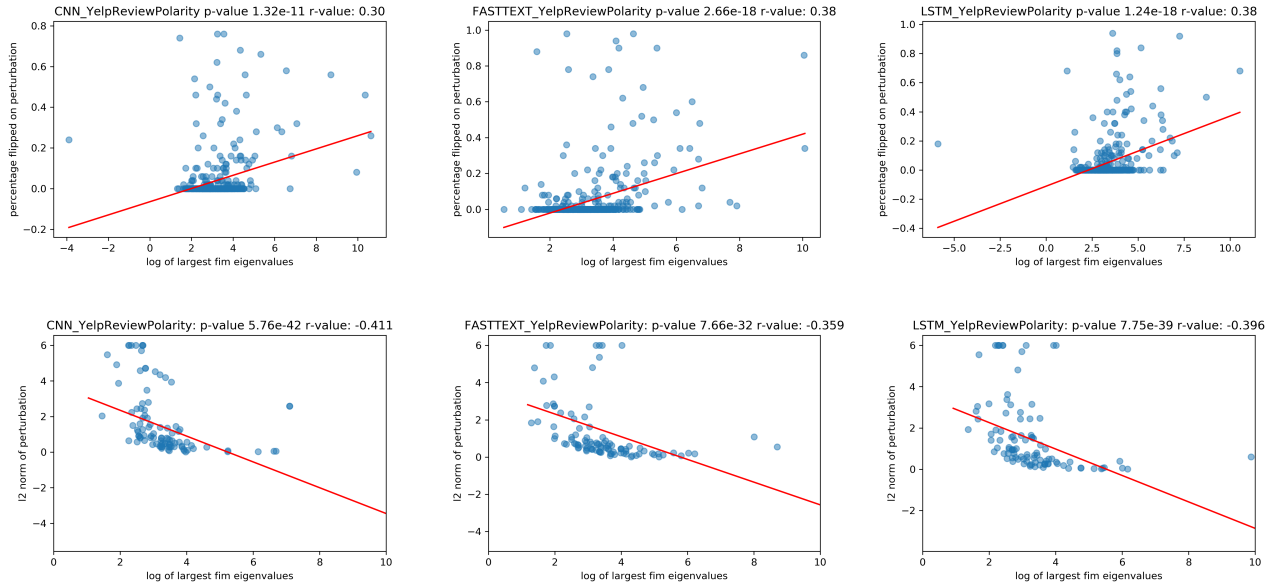 CNN_YelpReviewPolarity p-value 1.32e-11 r-value: 0.30
percentage flipped on perturbation
0.8
0.6
0.4
0.2
0.0
−0.2
−4 −2 0 2 4 6 8 10
log of largest fim eigenvalues
FASTTEXT_YelpReviewPolarity p-value 2.66e-18 r-value: 0.38
percentage flipped on perturbation
1.0
0.8
0.6
0.4
0.2
0.0
2 4 6 8 10
log of largest fim eigenvalues
LSTM_YelpReviewPolarity p-value 1.24e-18 r-value: 0.38
percentage flipped on perturbation
1.0
0.8
0.6
0.4
0.2
0.0
−0.2
−0.4
−5.0 −2.5 0.0 2.5 5.0 7.5 10.0
log of largest fim eigenvalues
CNN_YelpReviewPolarity: p-value 5.76e-42 r-value: -0.411
l2 norm of perturbation
6
4
2
0
−2
−4
0 2 4 6 8 10
log of largest fim eigenvalues
FASTTEXT_YelpReviewPolarity: p-value 7.66e-32 r-value: -0.359
l2 norm of perturbation
6
4
2
0
−2
−4
0 2 4 6 8 10
log of largest fim eigenvalues
LSTM_YelpReviewPolarity: p-value 7.75e-39 r-value: -0.396
l2 norm of perturbation
6
4
2
0
−2
0 2 4 6 8 10
log of largest fim eigenvalues